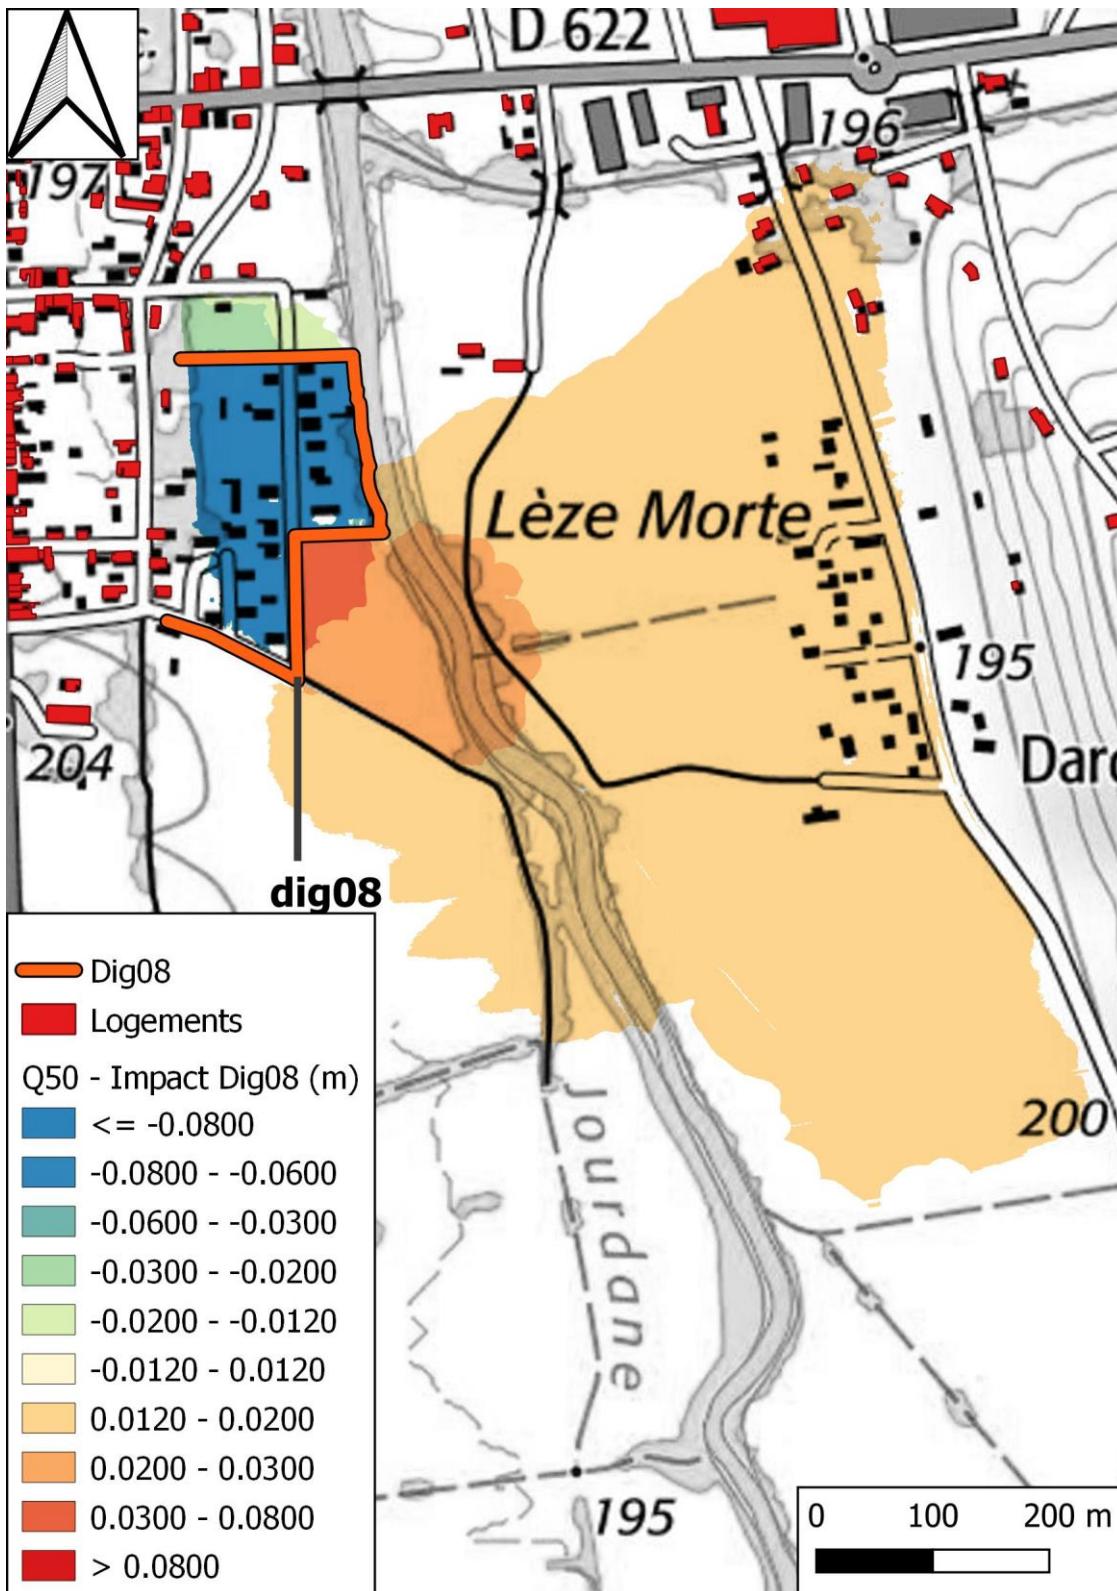 D 622
c.
196
197
Lèze Morte
195
Darc
204
dig08
Dig08
Logements
Q50 - Impact Dig08 (m)
<= -0.0800
-0.0800 - -0.0600
-0.0600 - -0.0300
-0.0300 - -0.0200
-0.0200 - -0.0120
-0.0120 - 0.0120
0.0120 - 0.0200
0.0200 - 0.0300
0.0300 - 0.0800
> 0.0800
200
Jourdane
195
0 100 200 m